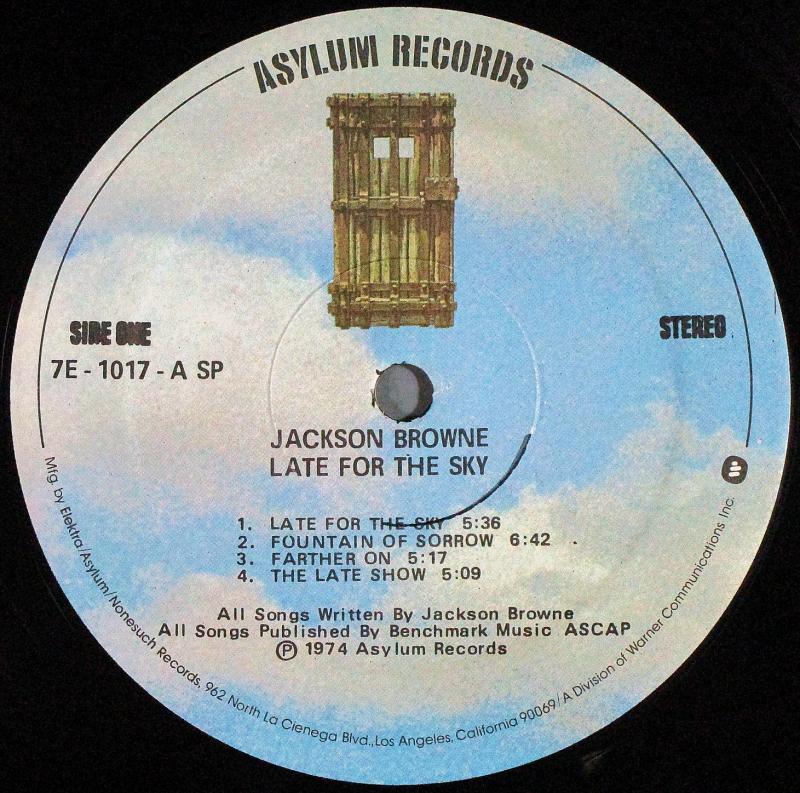 ASYLUM RECORDS
SIDE ONE
STEREO
7E-1017-A SP
JACKSON BROWNE
LATE FOR THE SKY
1. LATE FOR THE SKY 5:36
2. FOUNTAIN OF SORROW 6:42
3. FARTHER ON 5:17
4. THE LATE SHOW 5:09
All Songs Written By Jackson Browne
All Songs Published By Benchmark Music ASCAP
Ⓟ 1974 Asylum Records
Mfg. by Elektra/Asylum/Nonesuch Records, 962 North La Cienega Blvd., Los Angeles, California 90069/A Division of Warner Communications Inc.